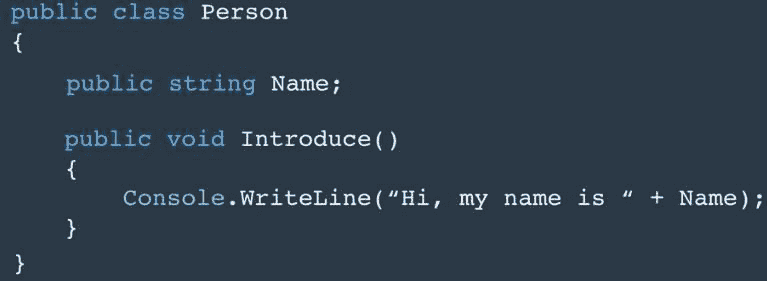 public class Person
{
    public string Name;
    public void Introduce()
    {
        Console.WriteLine(“Hi, my name is “ + Name);
    }
}